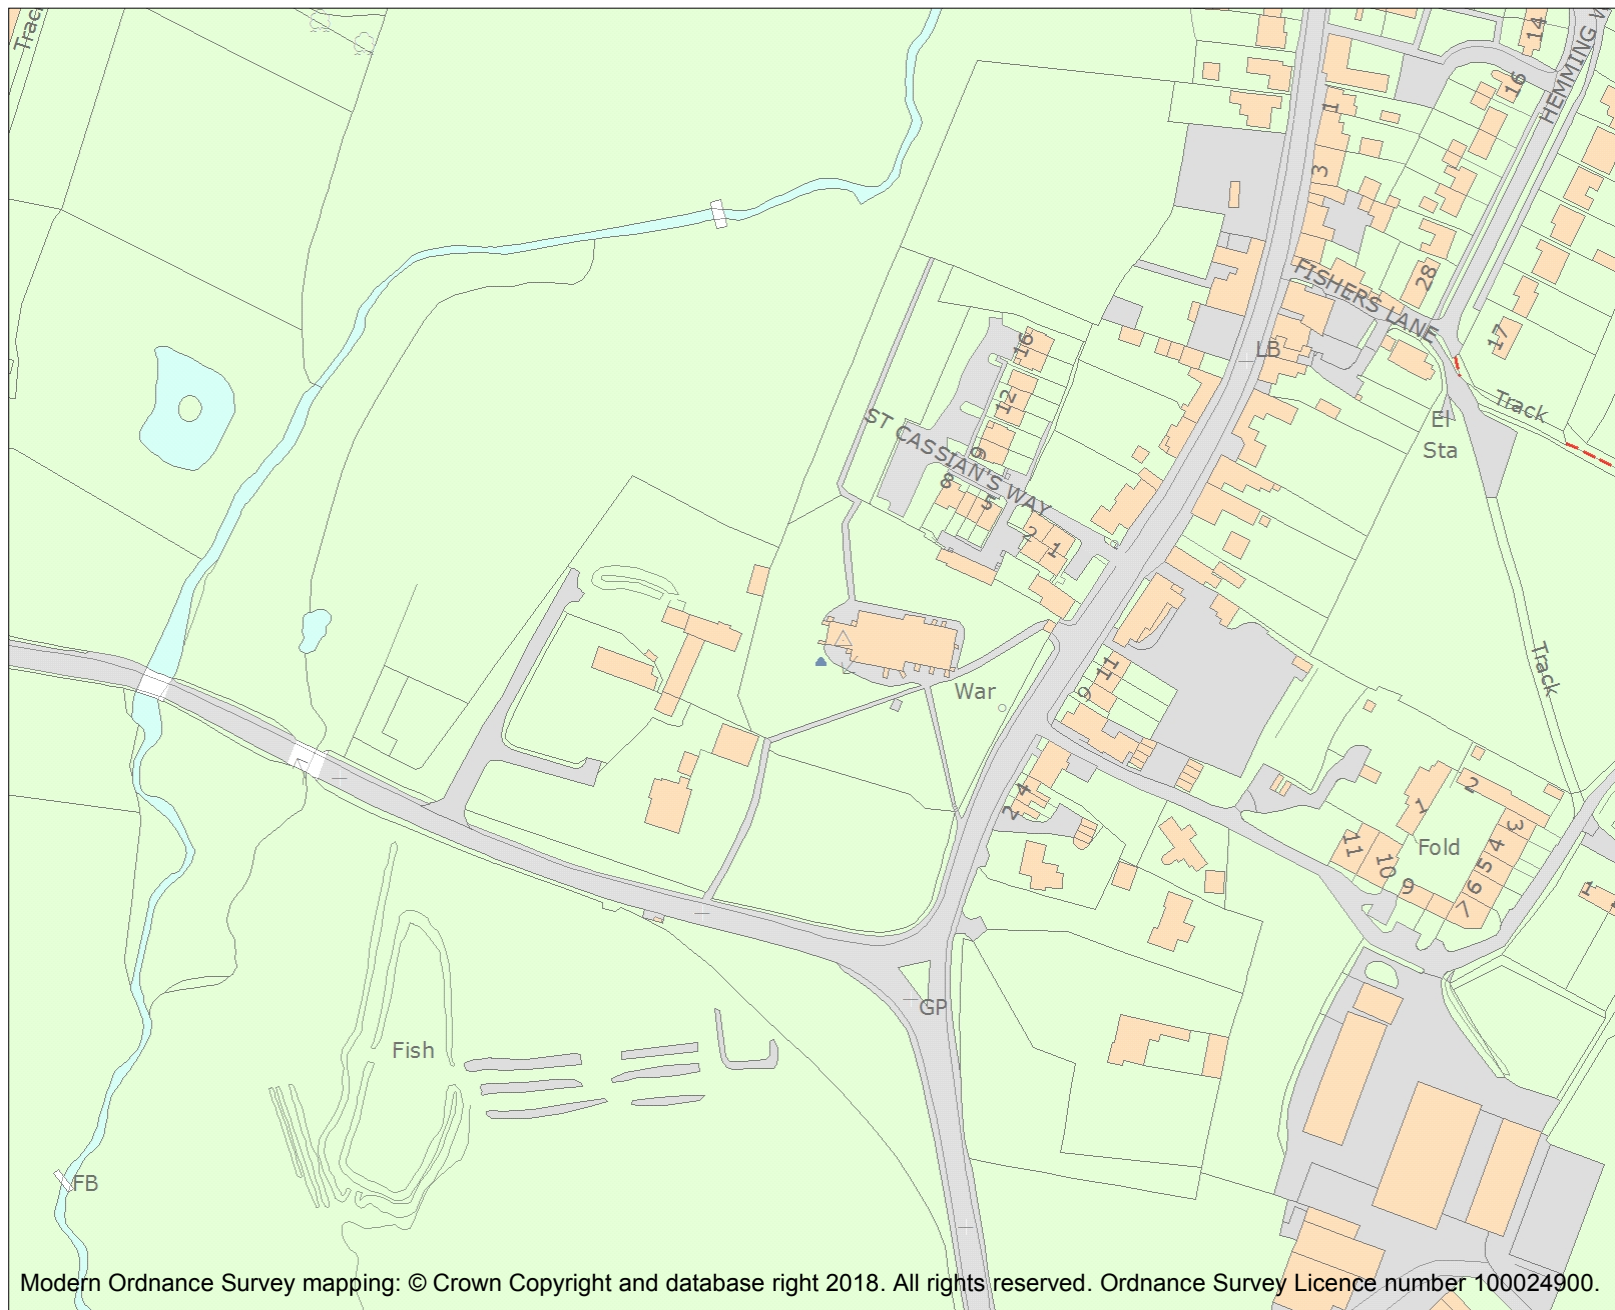 Track
14
HEMMING
16
1
3
28
FISHERS LANE
17
LB
16
12
Track
El
Sta
ST CASSIAN'S WAY
9
8
5
2
1
Track
11
9
War
4
2
2
1
3
11
Fold
4
10
5
9
6
7
1
GP
Fish
FB
Modern Ordnance Survey mapping: © Crown Copyright and database right 2018. All rights reserved. Ordnance Survey Licence number 100024900.